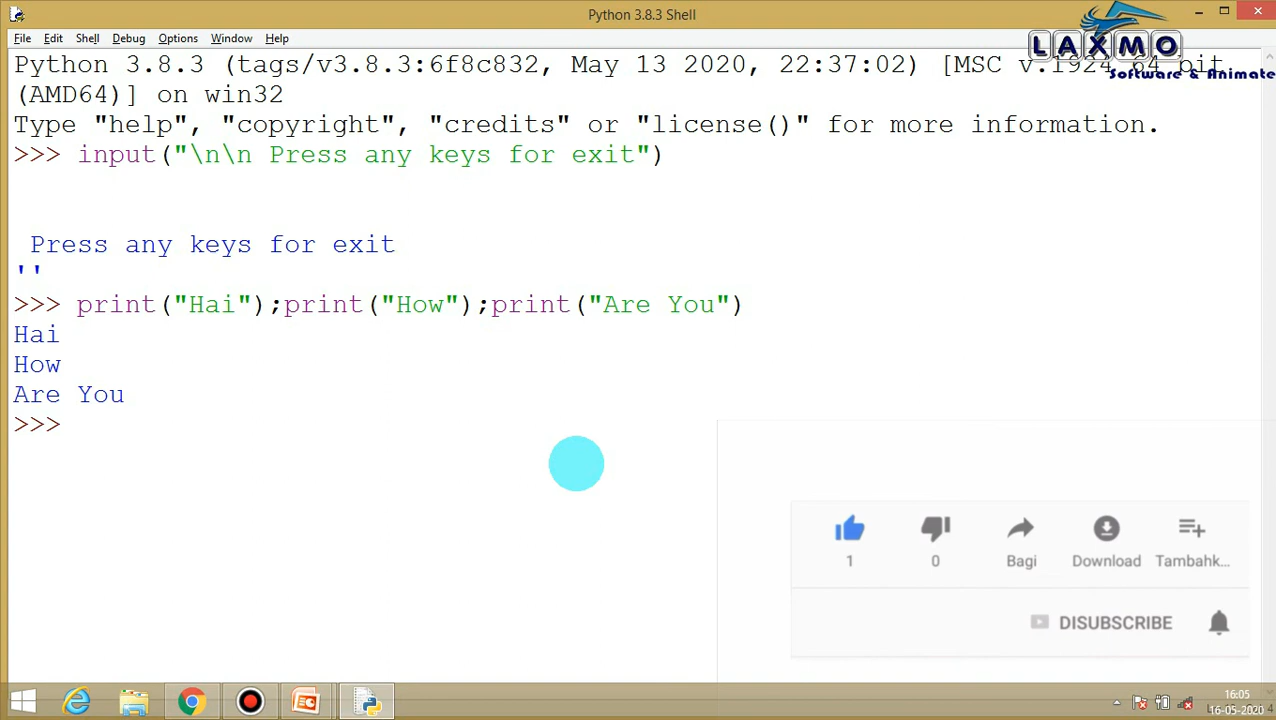 Python 3.8.3 Shell
File Edit Shell Debug Options Window Help
LAXMO
Software & Animate
Python 3.8.3 (tags/v3.8.3:6f8c832, May 13 2020, 22:37:02) [MSC v.1924 64 bit
(AMD64)] on win32
Type "help", "copyright", "credits" or "license()" for more information.
>>> input("\n\n Press any keys for exit")
Press any keys for exit
''
>>> print("Hai");print("How");print("Are You")
Hai
How
Are You
>>>
1 0 Bagi Download Tambahk...
DISUBSCRIBE
16:05
16-05-2020